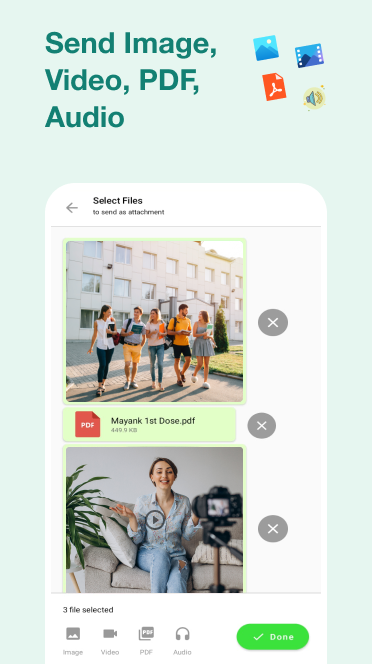 Send Image,
Video, PDF,
Audio
Select Files
to send as attachment
PDF
Mayank 1st Dose.pdf
449.9 KB
3 file selected
PDF
Image Video PDF Audio
Done